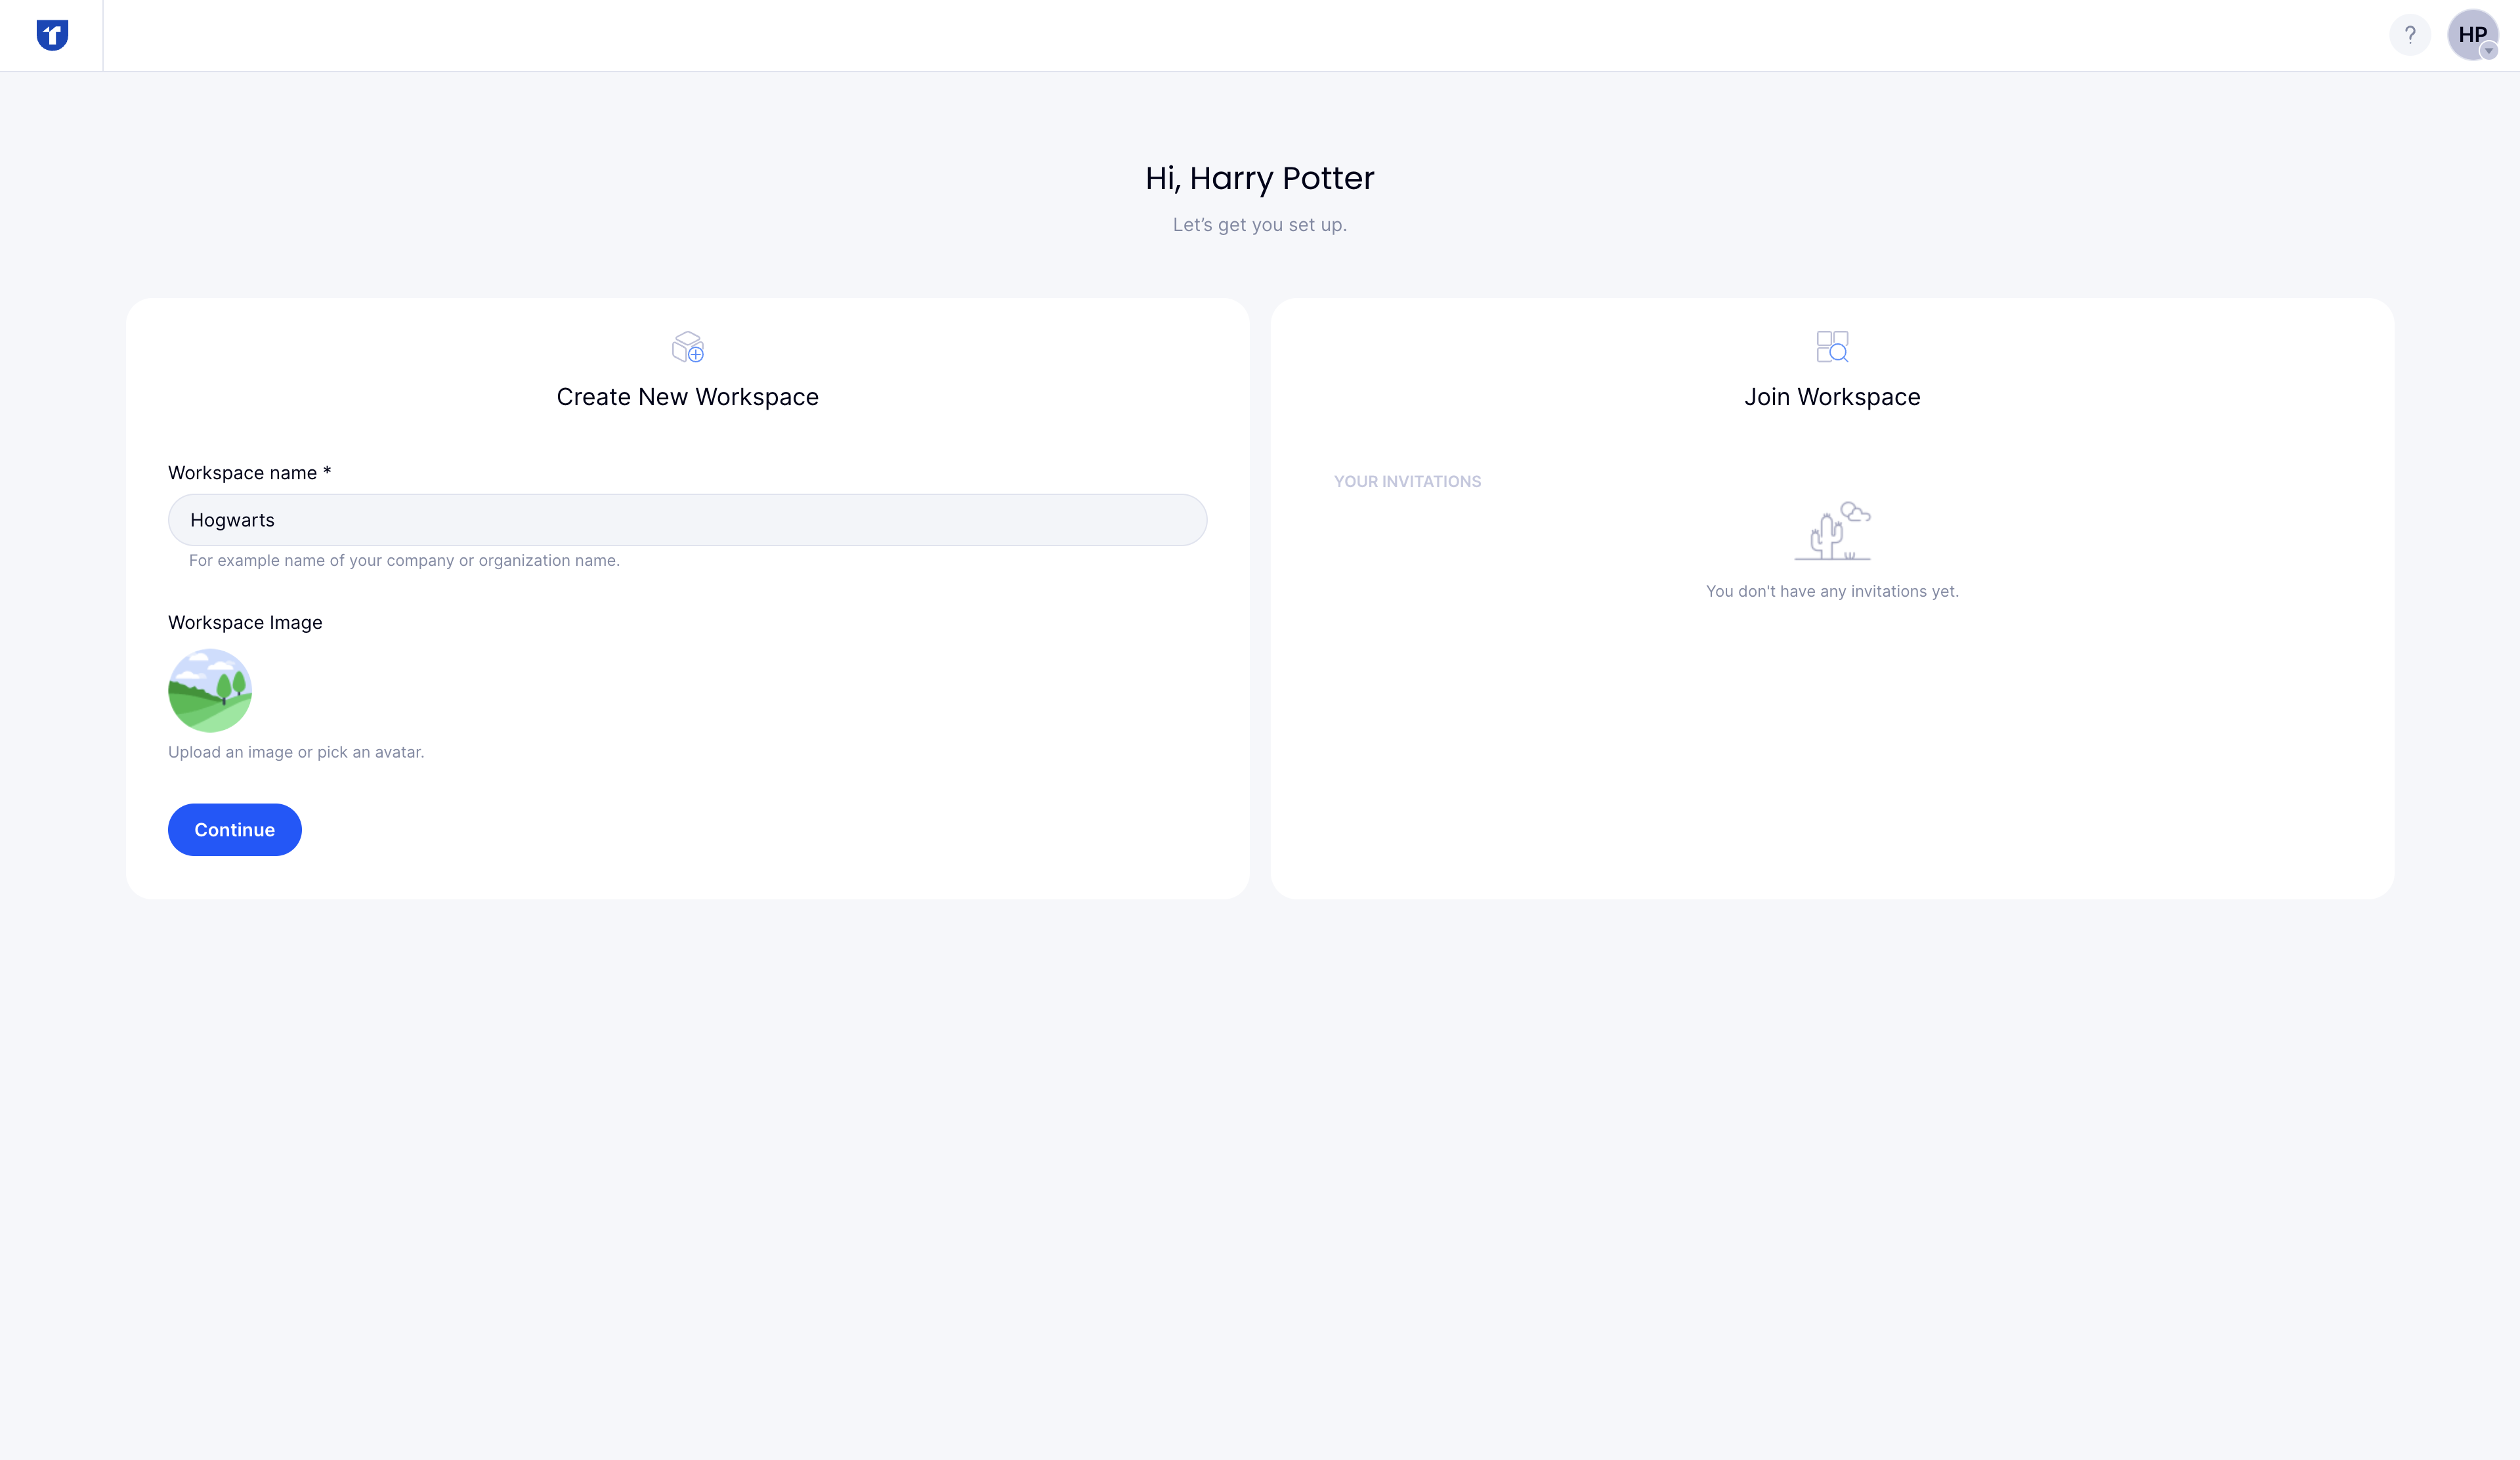 ?
HP
Hi, Harry Potter
Let’s get you set up.
Create New Workspace
Workspace name *
Hogwarts
For example name of your company or organization name.
Workspace Image
Upload an image or pick an avatar.
Continue
Join Workspace
YOUR INVITATIONS
You don't have any invitations yet.